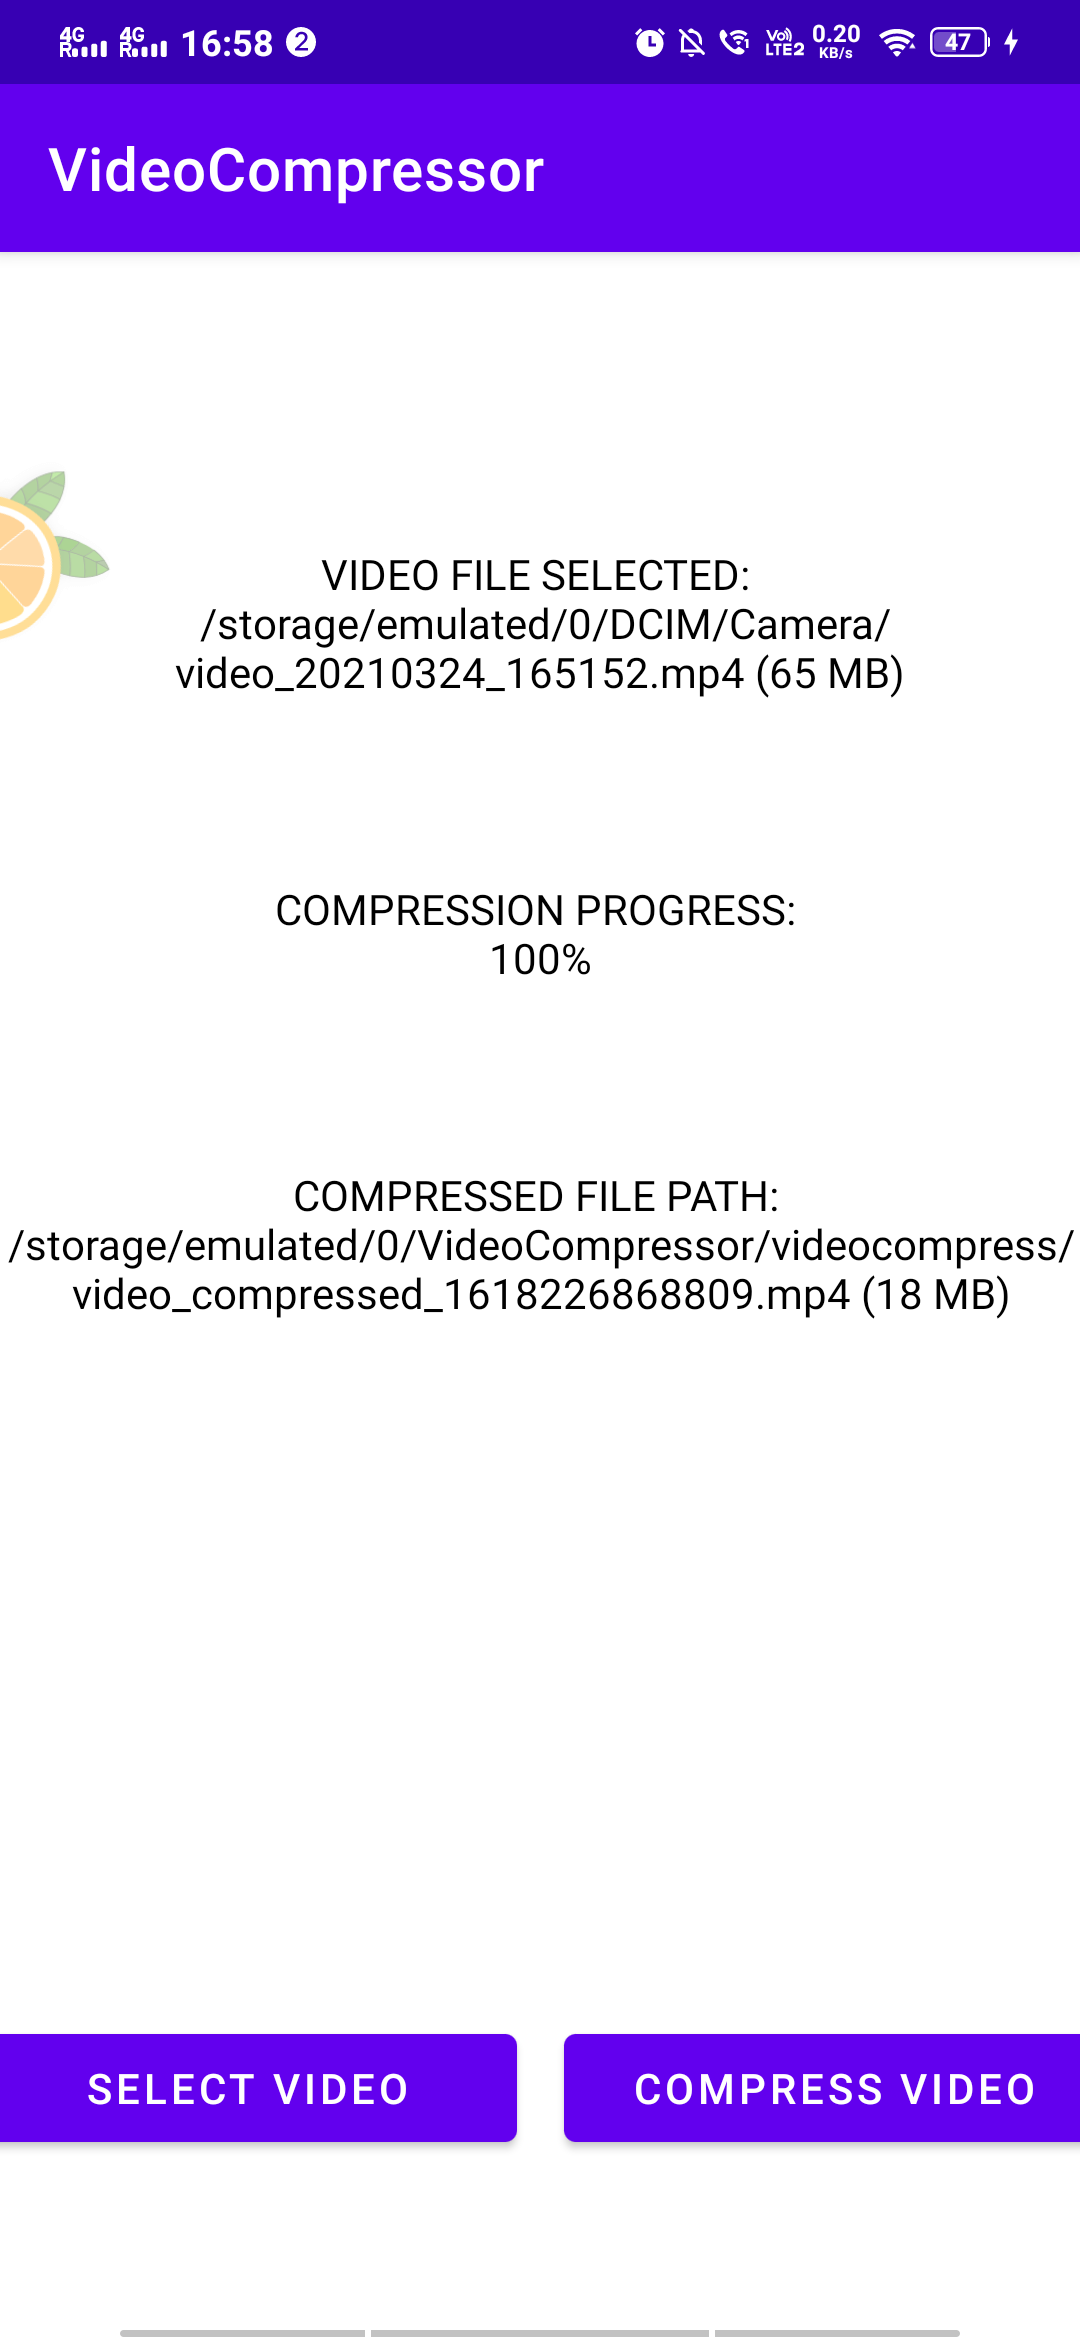 4G R 4G R 16:58 2 Vo)) LTE2 0.20 KB/s 47
VideoCompressor
VIDEO FILE SELECTED:
/storage/emulated/0/DCIM/Camera/
video_20210324_165152.mp4 (65 MB)
COMPRESSION PROGRESS:
100%
COMPRESSED FILE PATH:
/storage/emulated/0/VideoCompressor/videocompress/
video_compressed_1618226868809.mp4 (18 MB)
SELECT VIDEO COMPRESS VIDEO